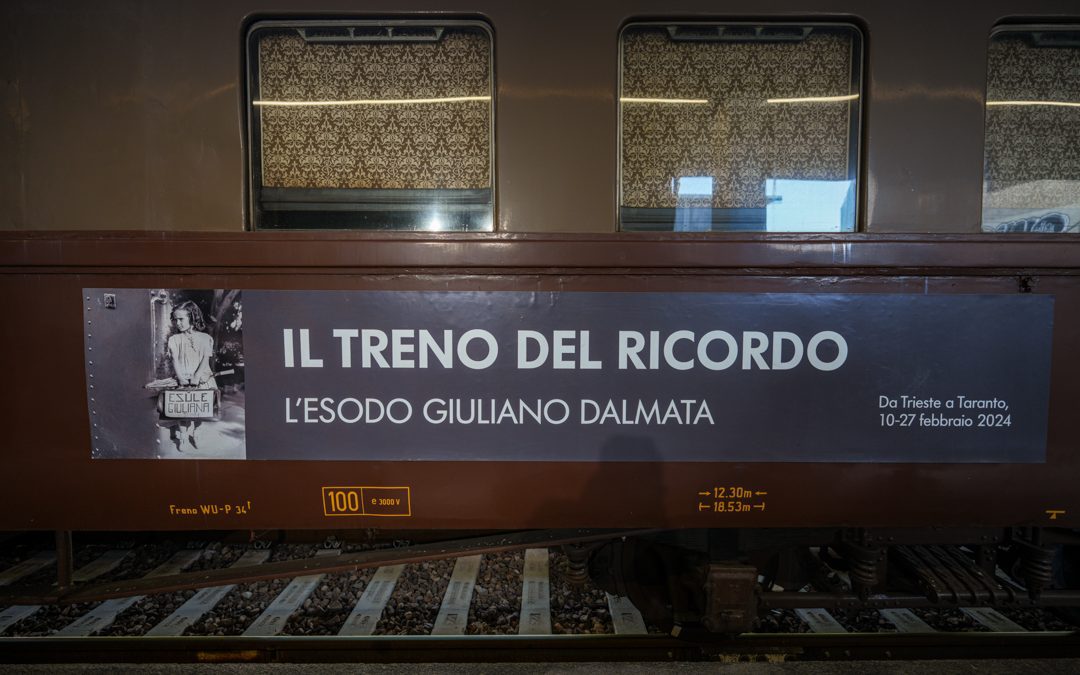 IL TRENO DEL RICORDO
L'ESODO GIULIANO DALMATA
Da Trieste a Taranto,
10-27 febbraio 2024
ESULE
GIULIANA
Freno WU-P 34t
100 e 3000 V
12.30m
18.53m